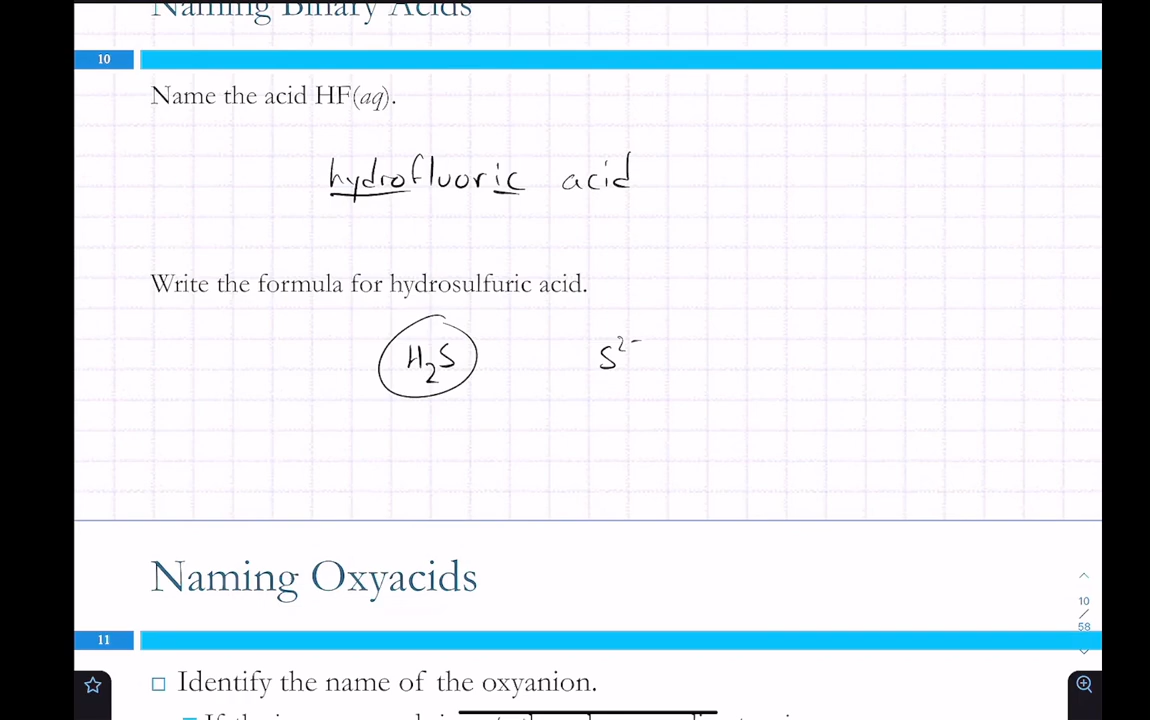 Naming Binary Acids
10
Name the acid HF(aq).
hydrofluoric acid
Write the formula for hydrosulfuric acid.
H₂S S²⁻
Naming Oxyacids
10
/
58
11
Identify the name of the oxyanion.